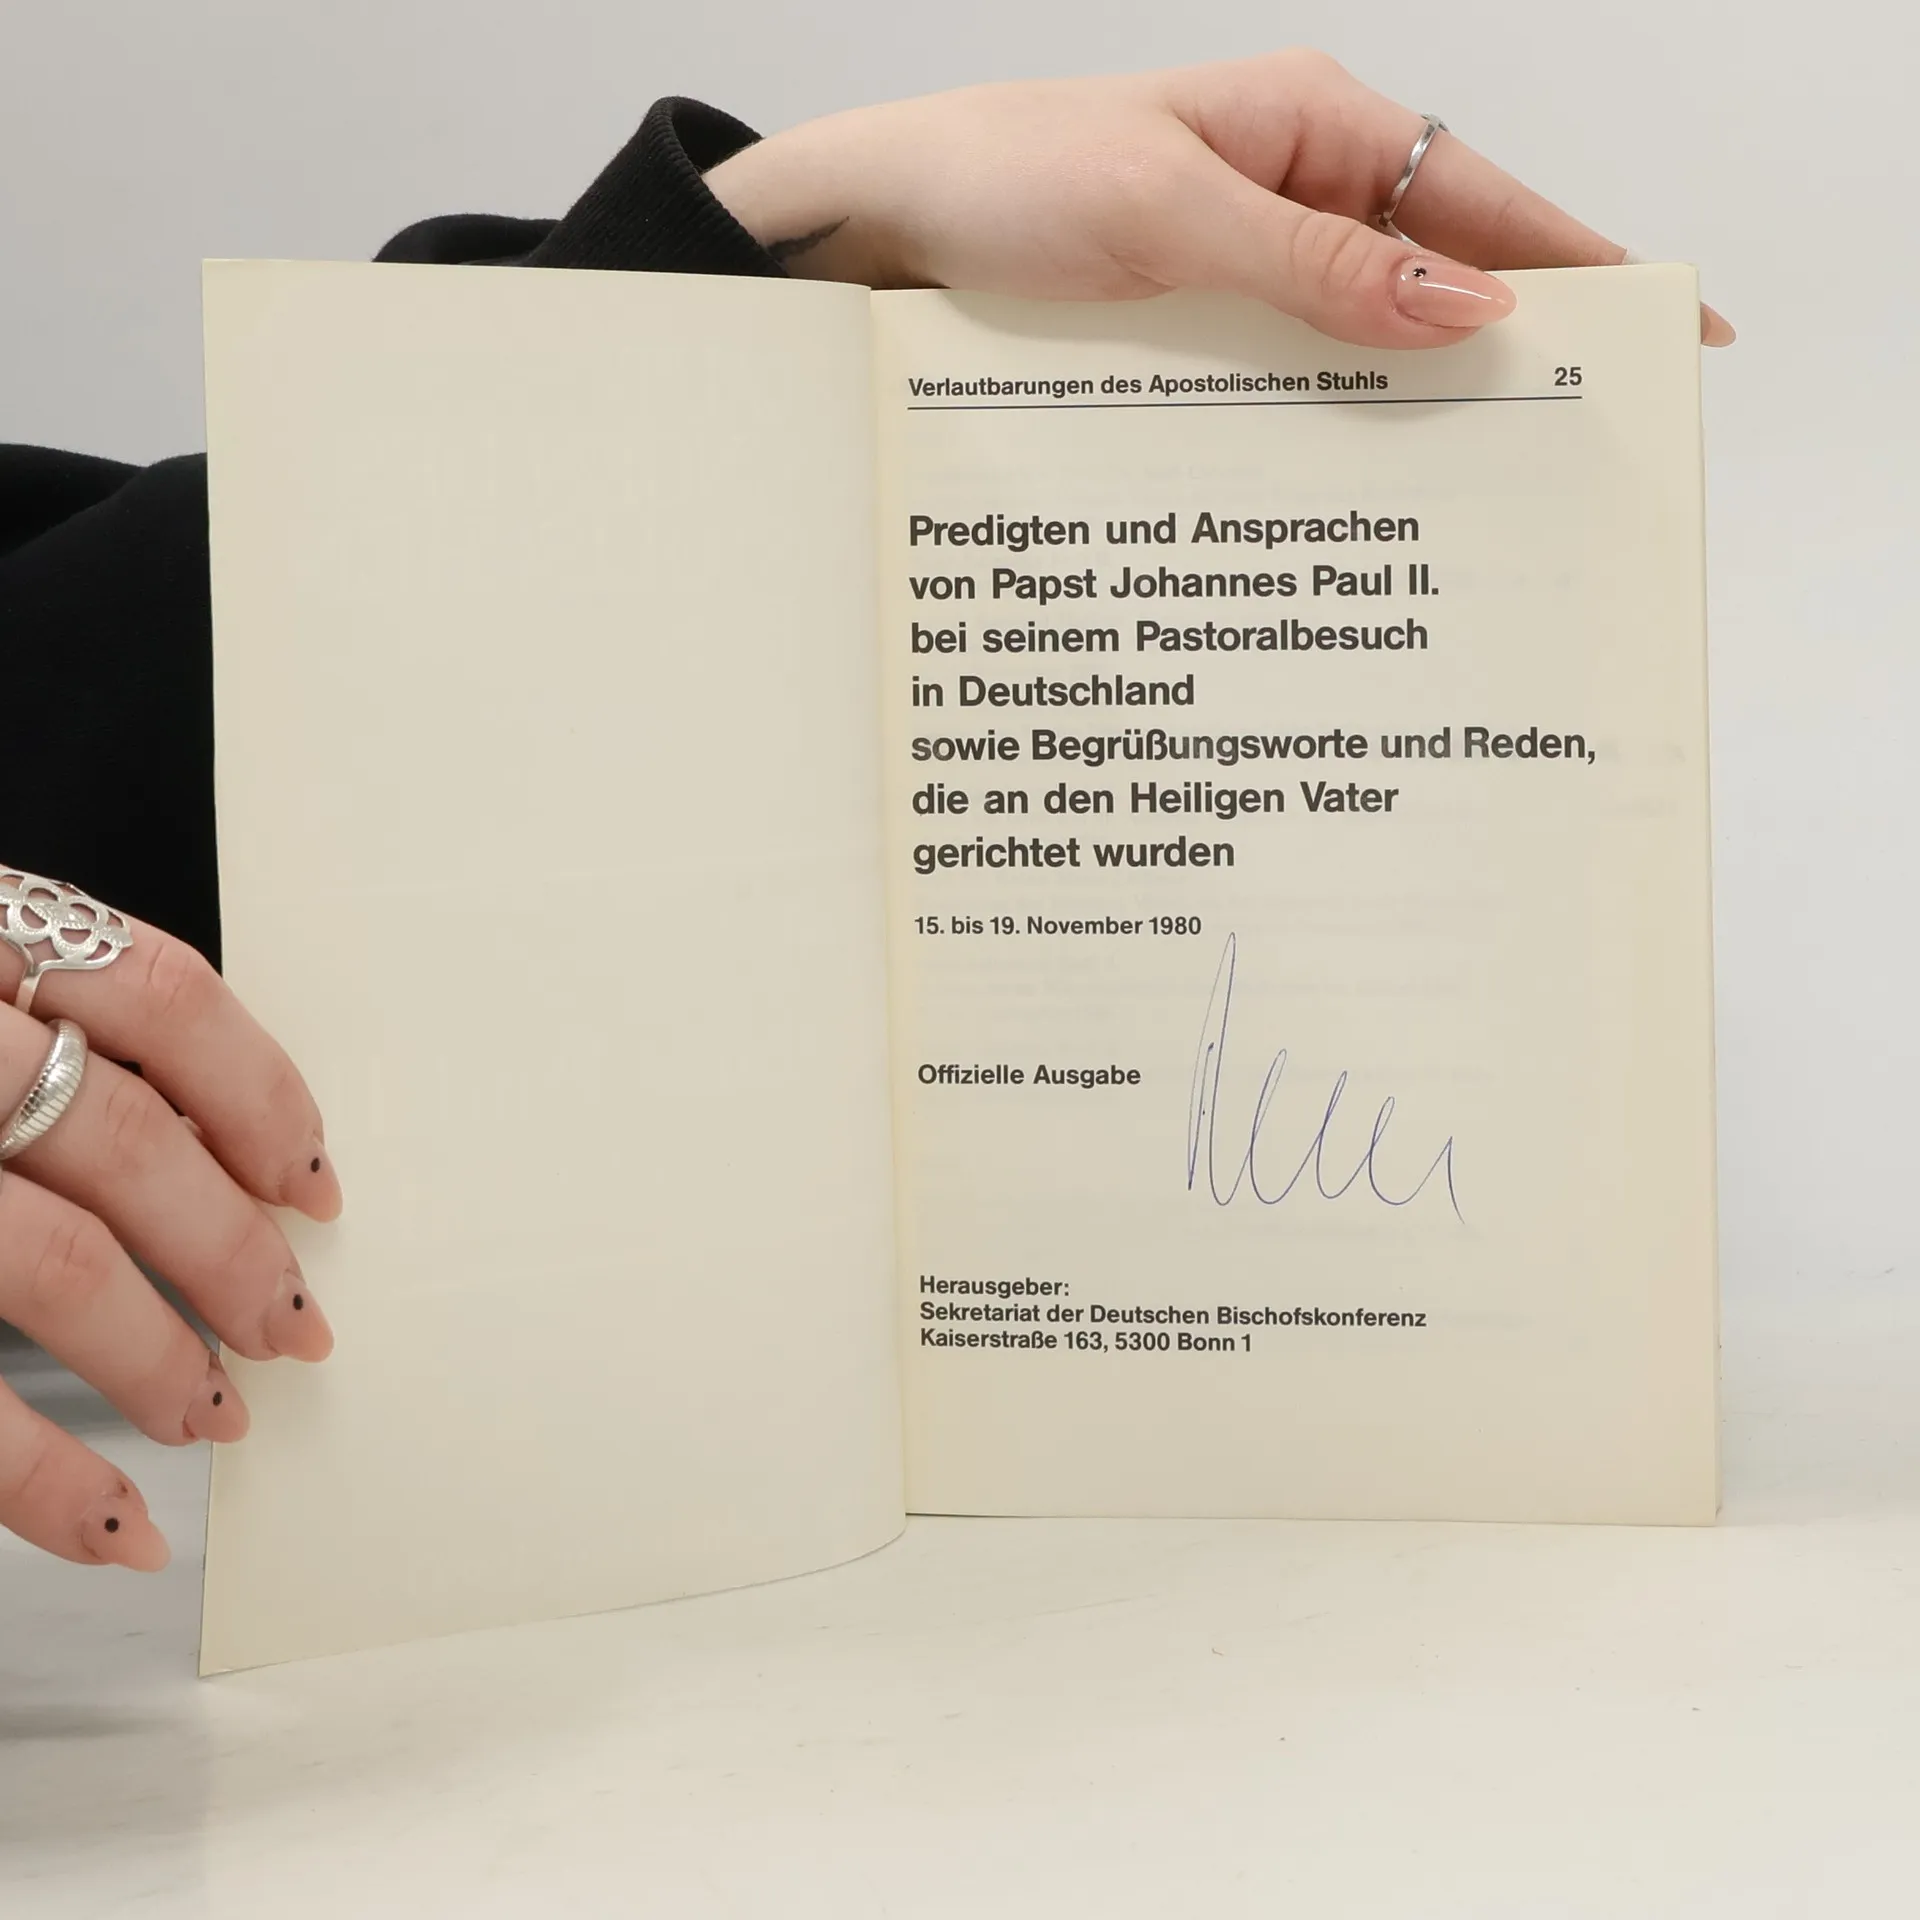 Verlautbarungen des Apostolischen Stuhls 25
Predigten und Ansprachen
von Papst Johannes Paul II.
bei seinem Pastoralbesuch
in Deutschland
sowie Begrüßungsworte und Reden,
die an den Heiligen Vater
gerichtet wurden
15. bis 19. November 1980
Offizielle Ausgabe
Herausgeber:
Sekretariat der Deutschen Bischofskonferenz
Kaiserstraße 163, 5300 Bonn 1